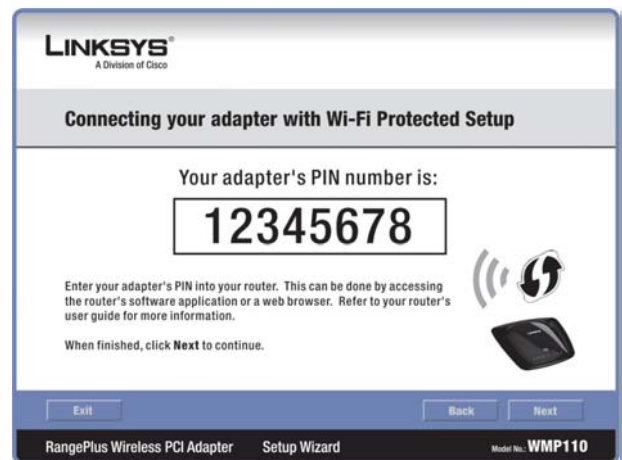 LINKSYS®
A Division of Cisco
Connecting your adapter with Wi-Fi Protected Setup
Your adapter's PIN number is:
12345678
Enter your adapter's PIN into your router. This can be done by accessing
the router's software application or a web browser. Refer to your router's
user guide for more information.
When finished, click Next to continue.
Exit Back Next
RangePlus Wireless PCI Adapter Setup Wizard Model No.: WMP110